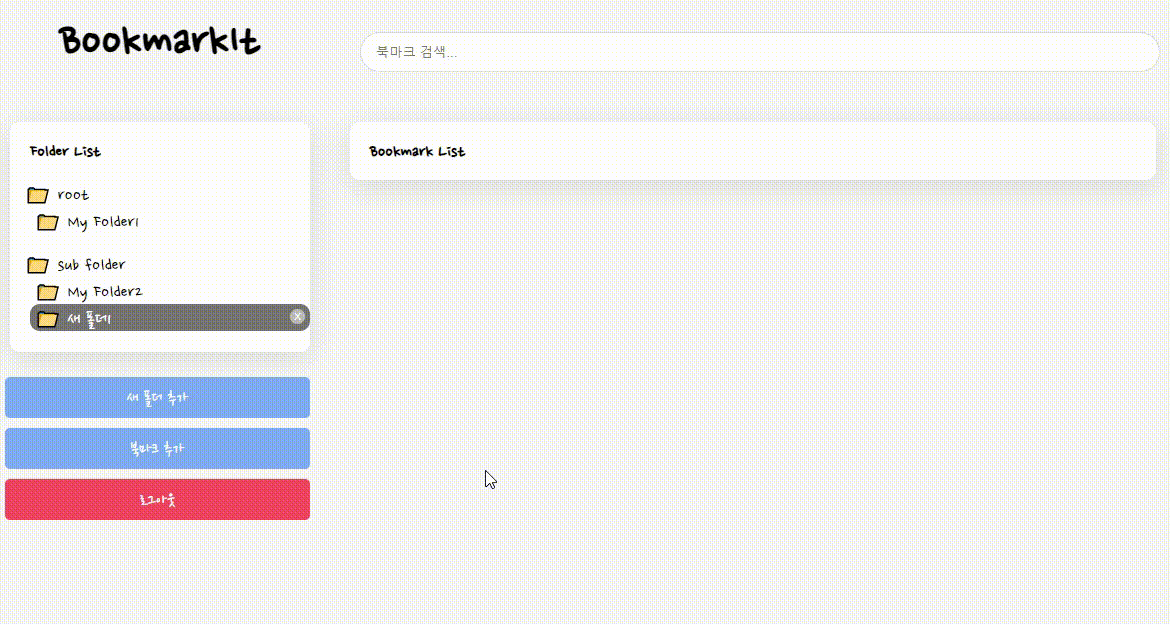 BookmarkIt
북마크 검색...
Folder List
root
My Folder1
Sub folder
My Folder2
새 폴더1
x
새 폴더 추가
북마크 추가
로그아웃
Bookmark List